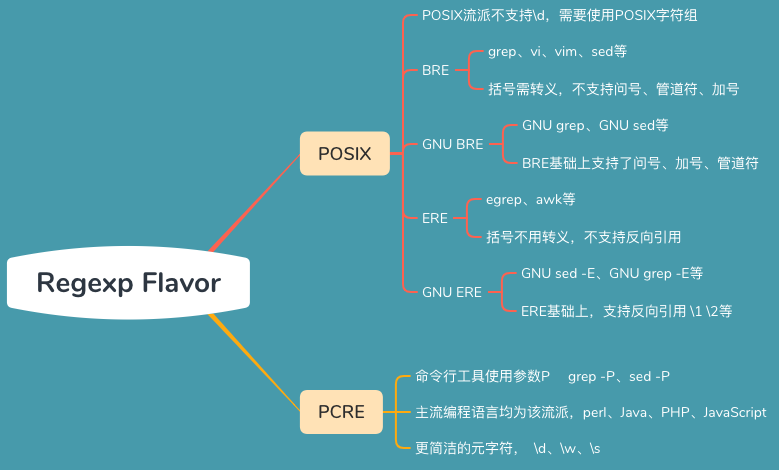 Regexp Flavor
POSIX
POSIX流派不支持\d，需要使用POSIX字符组
BRE
grep、vi、vim、sed等
括号需转义，不支持问号、管道符、加号
GNU BRE
GNU grep、GNU sed等
BRE基础上支持了问号、加号、管道符
ERE
egrep、awk等
括号不用转义，不支持反向引用
GNU ERE
GNU sed -E、GNU grep -E等
ERE基础上，支持反向引用 \1 \2等
PCRE
命令行工具使用参数P grep -P、sed -P
主流编程语言均为该流派，perl、Java、PHP、JavaScript
更简洁的元字符， \d、\w、\s